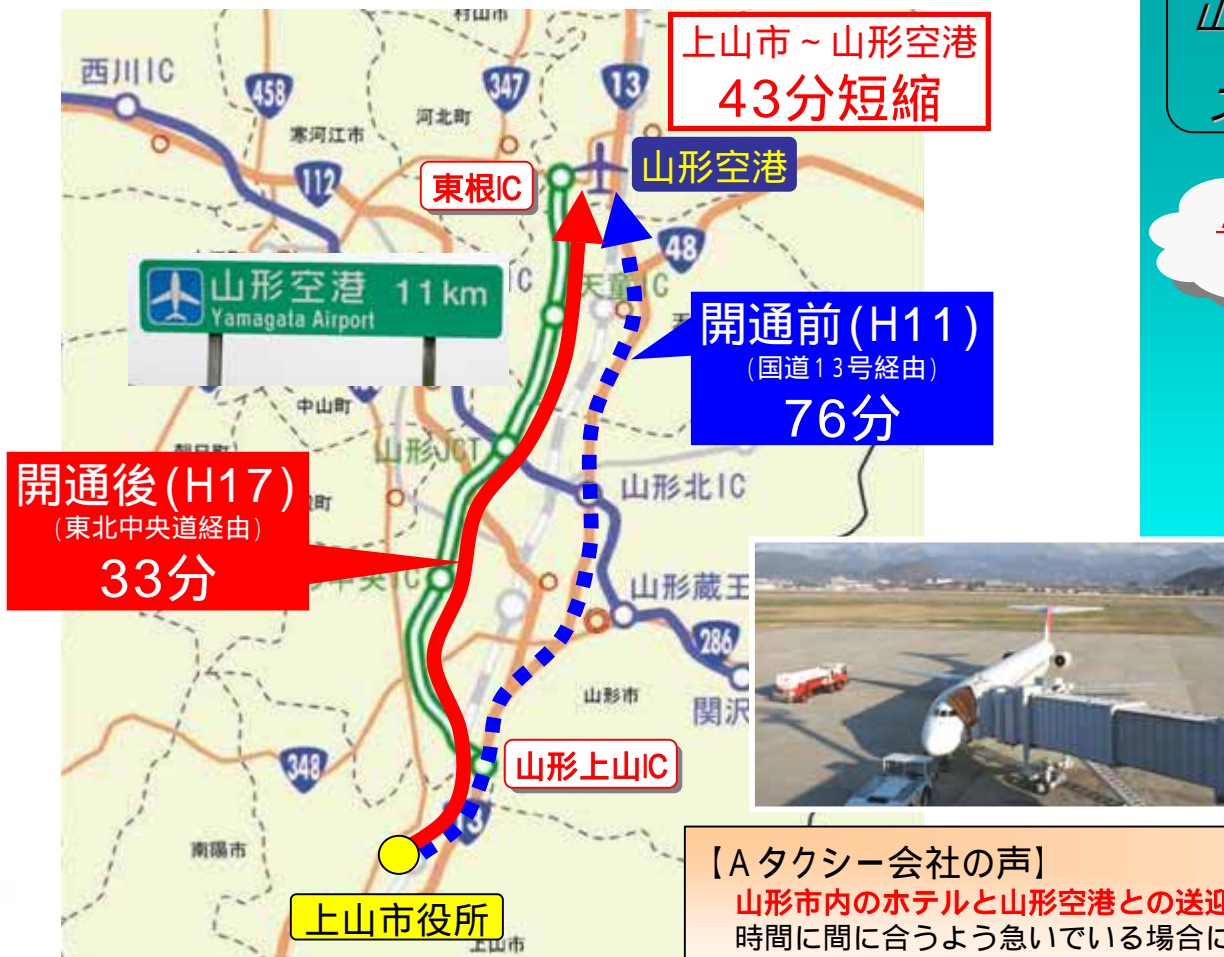 村山市
上山市～山形空港
43分短縮
西川IC
458
347
13
河北町
寒河江市
112
東根IC
山形空港
48
山形空港 11km
Yamagata Airport
IC
天童IC
開通前(H11)
(国道13号経由)
76分
中山町
山形JCT
山形北IC
開通後(H17)
(東北中央道経由)
33分
山形蔵王
286
山形市
関沢
348
山形上山IC
13
南陽市
上山市役所
上山市
【Aタクシー会社の声】
山形市内のホテルと山形空港との送迎
時間に間に合うよう急いでいる場合に